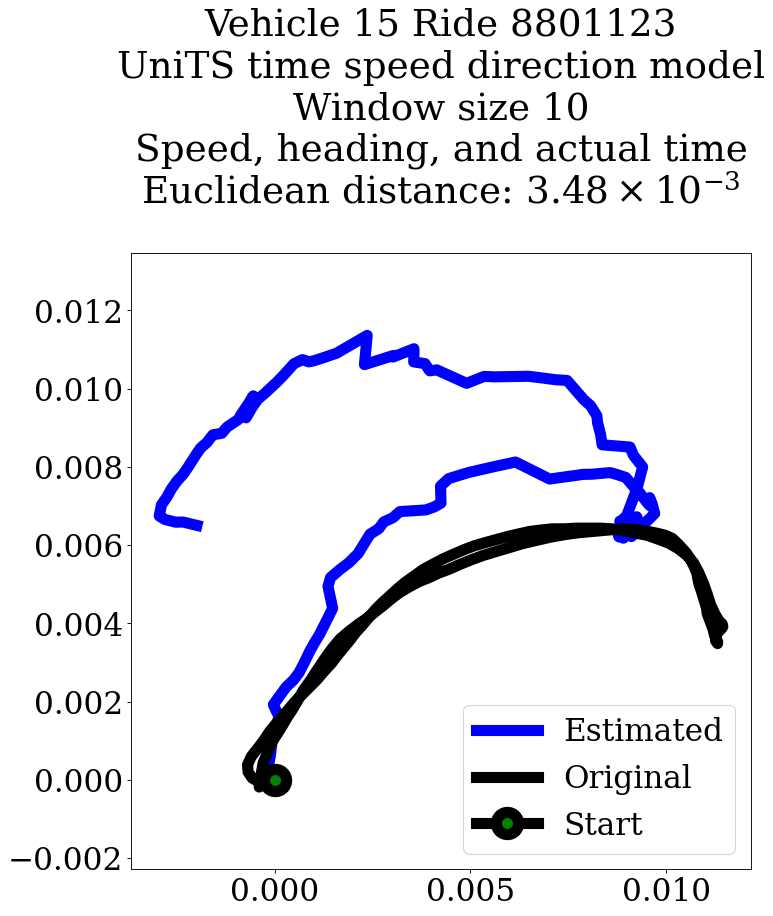 Vehicle 15 Ride 8801123
UniTS time speed direction model
Window size 10
Speed, heading, and actual time
Euclidean distance: 3.48 × 10⁻³
0.012
0.010
0.008
0.006
0.004
0.002
0.000
−0.002
Estimated
Original
Start
0.000 0.005 0.010